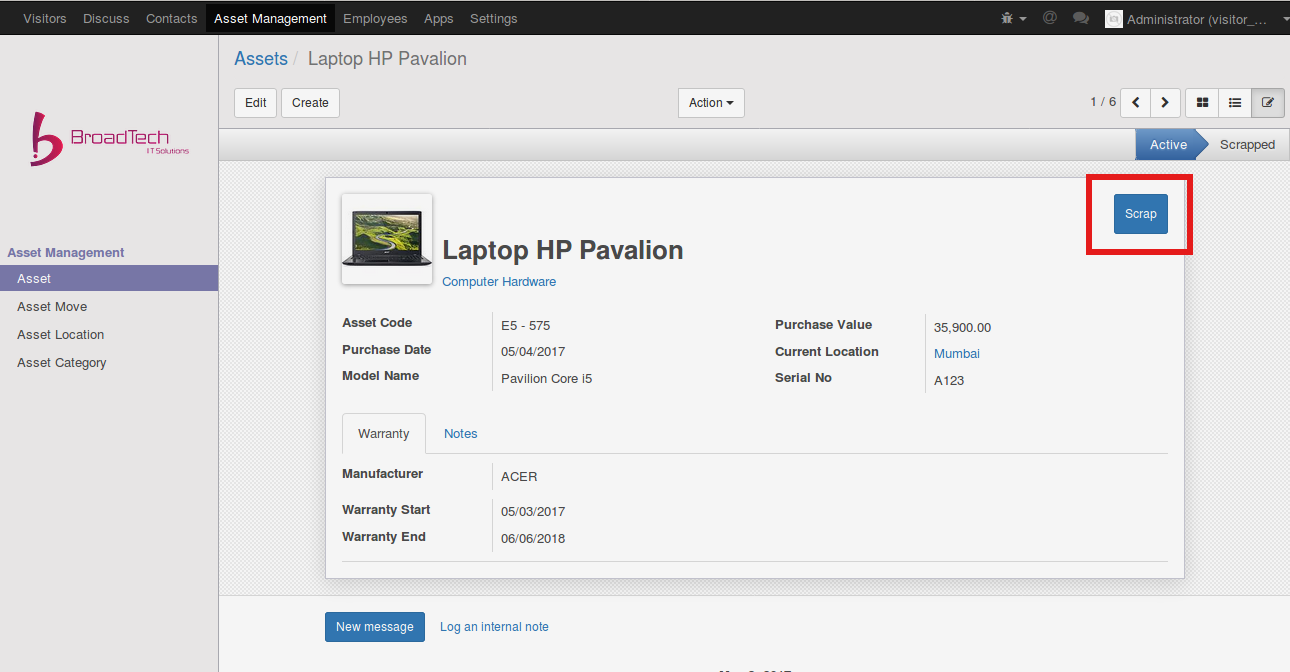 Visitors Discuss Contacts Asset Management Employees Apps Settings @ Administrator (visitor_...
Assets / Laptop HP Pavalion
Edit Create Action 1 / 6
BroadTech
IT Solutions
Active Scrapped
Scrap
Laptop HP Pavalion
Computer Hardware
Asset Management
Asset
Asset Move
Asset Location
Asset Category
Asset Code E5 - 575
Purchase Date 05/04/2017
Model Name Pavilion Core i5
Purchase Value 35,900.00
Current Location Mumbai
Serial No A123
Warranty Notes
Manufacturer ACER
Warranty Start 05/03/2017
Warranty End 06/06/2018
New message Log an internal note